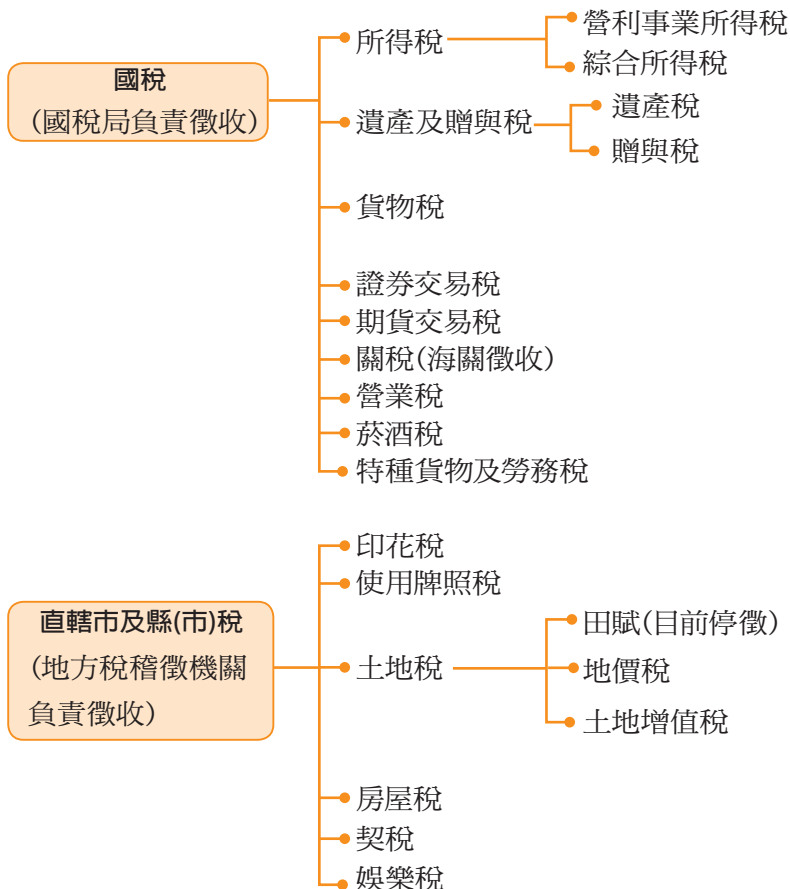 國稅
(國稅局負責徵收)
所得稅
營利事業所得稅
綜合所得稅
遺產及贈與稅
遺產稅
贈與稅
貨物稅
證券交易稅
期貨交易稅
關稅(海關徵收)
營業稅
菸酒稅
特種貨物及勞務稅
直轄市及縣(市)稅
(地方稅稽徵機關
負責徵收)
印花稅
使用牌照稅
土地稅
田賦(目前停徵)
地價稅
土地增值稅
房屋稅
契稅
娛樂稅